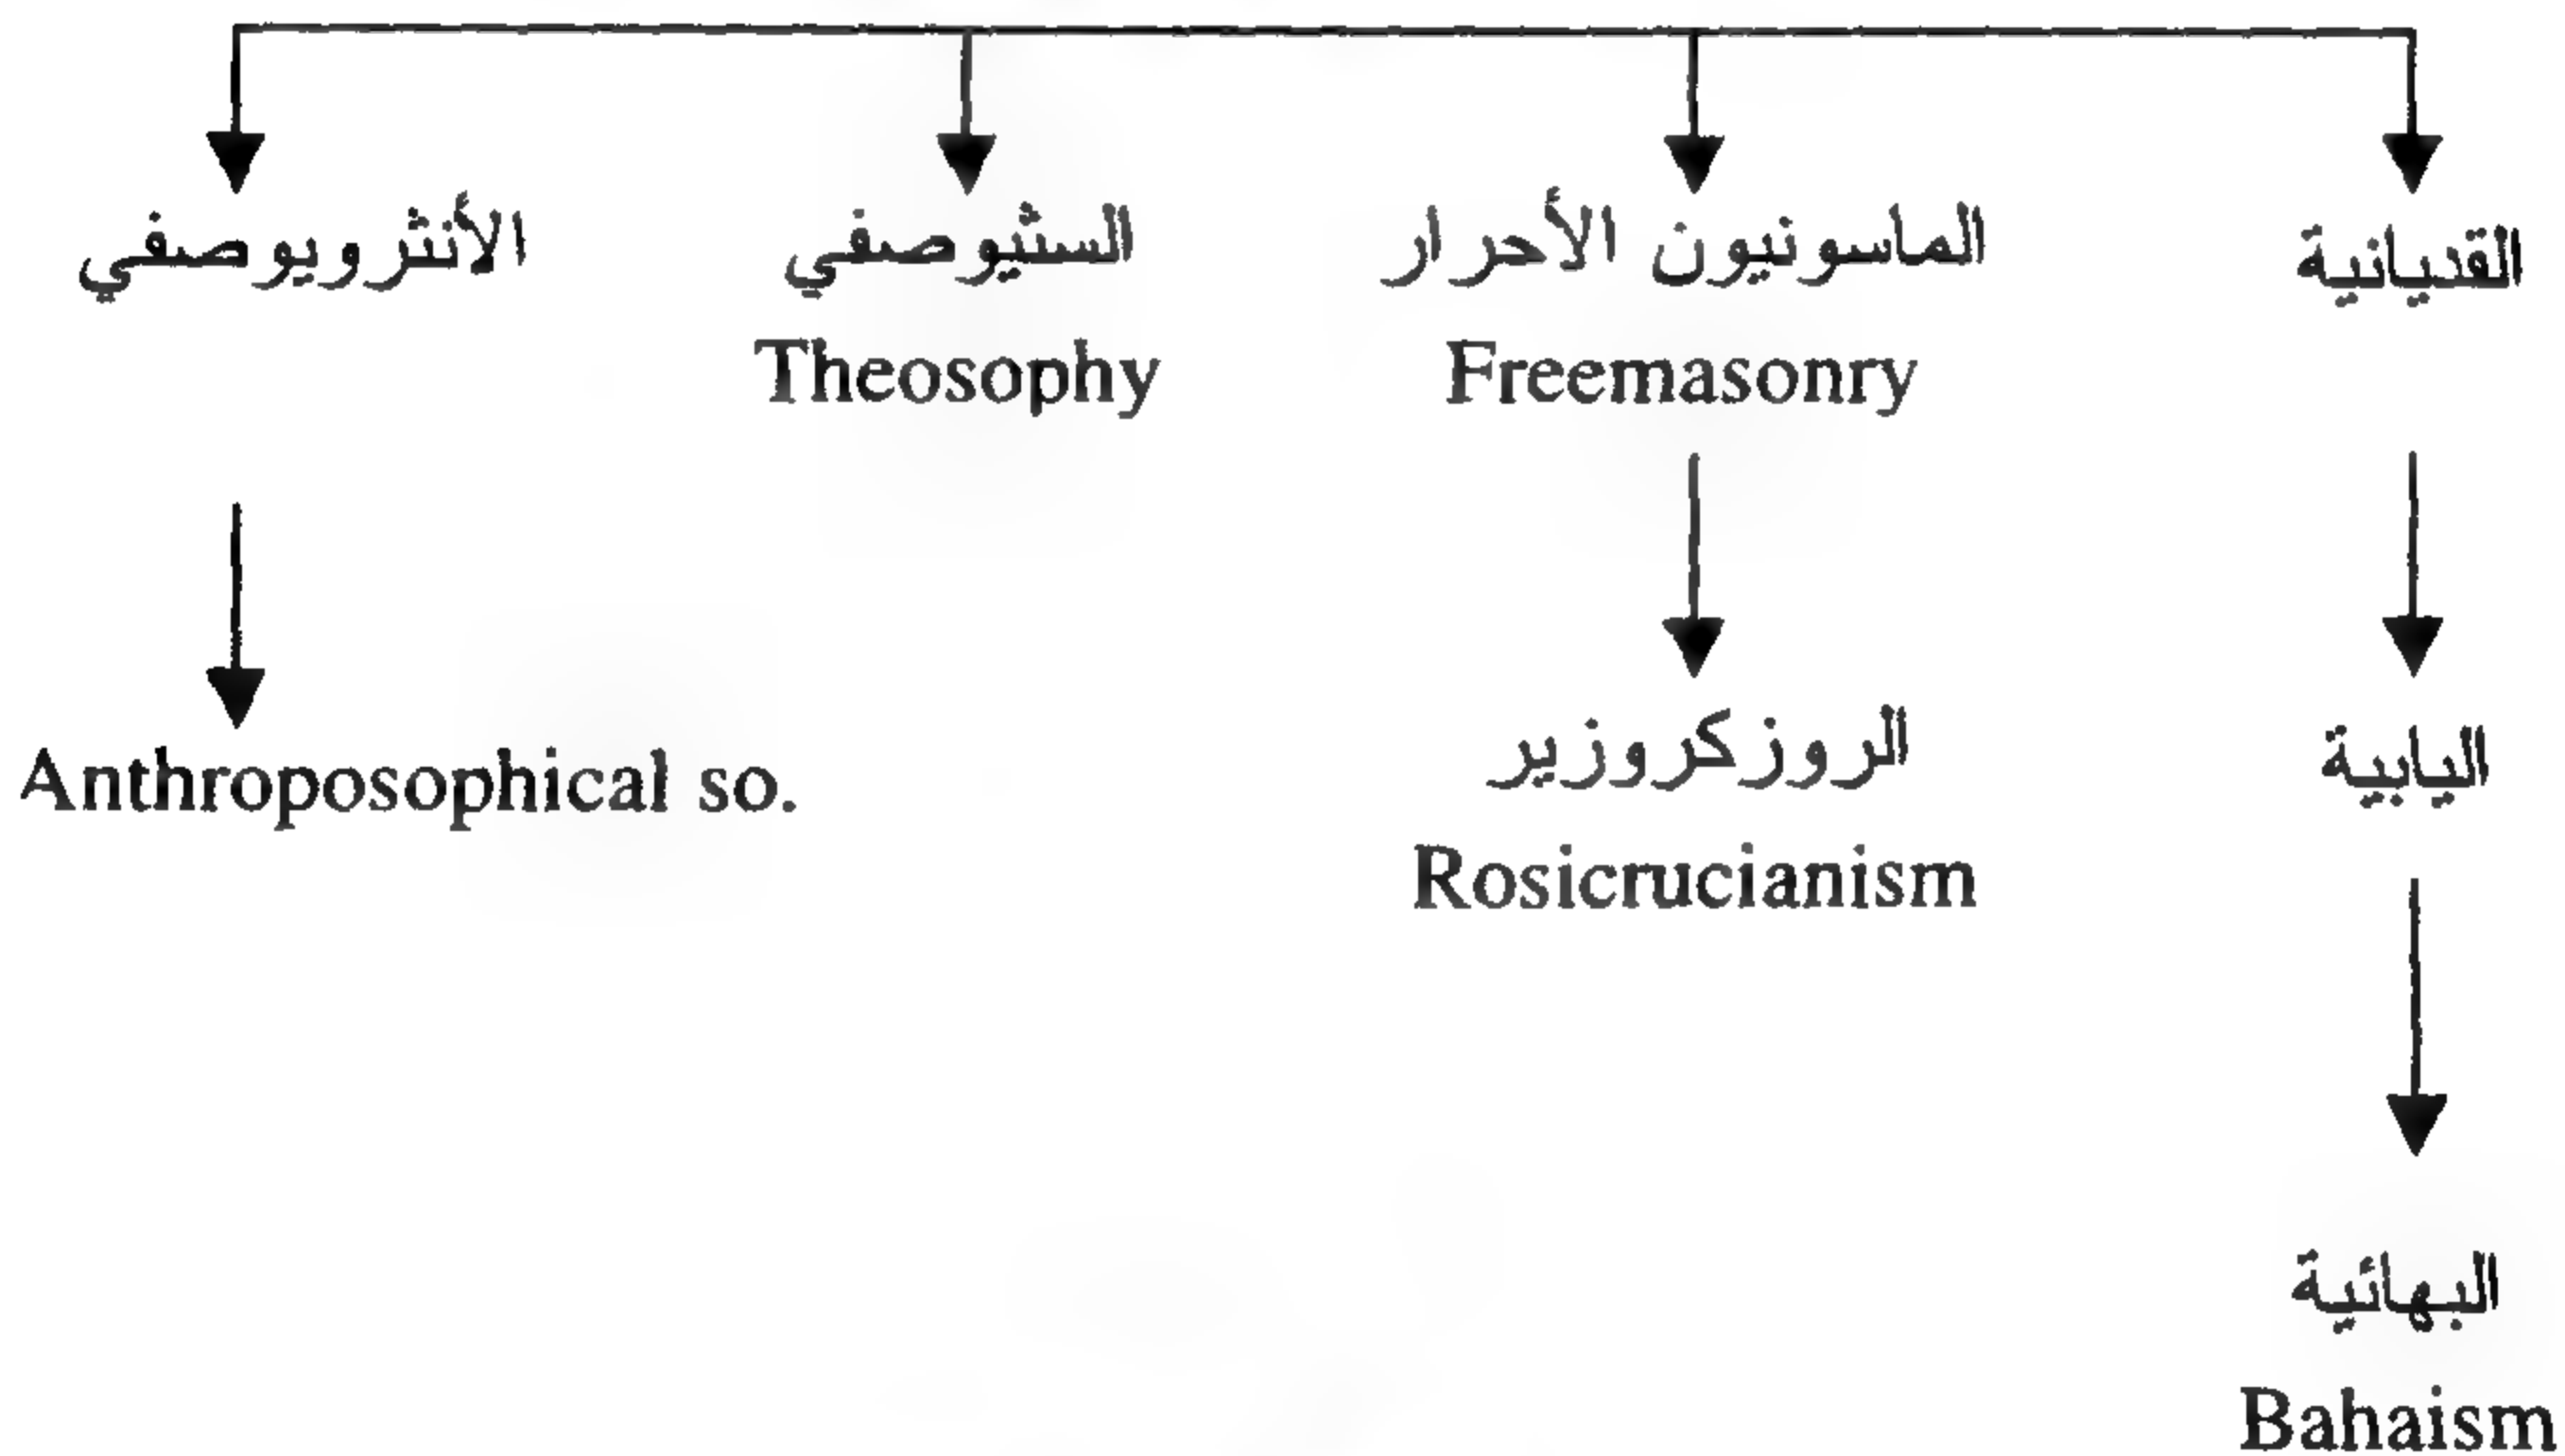 القديانية
الماسونيون الأحرار
Freemasonry
السثيوصفي
Theosophy
الأنثرويوصفي
اليابية
الروزكروزير
Rosicrucianism
Anthroposophical so.
البهائية
Bahaism